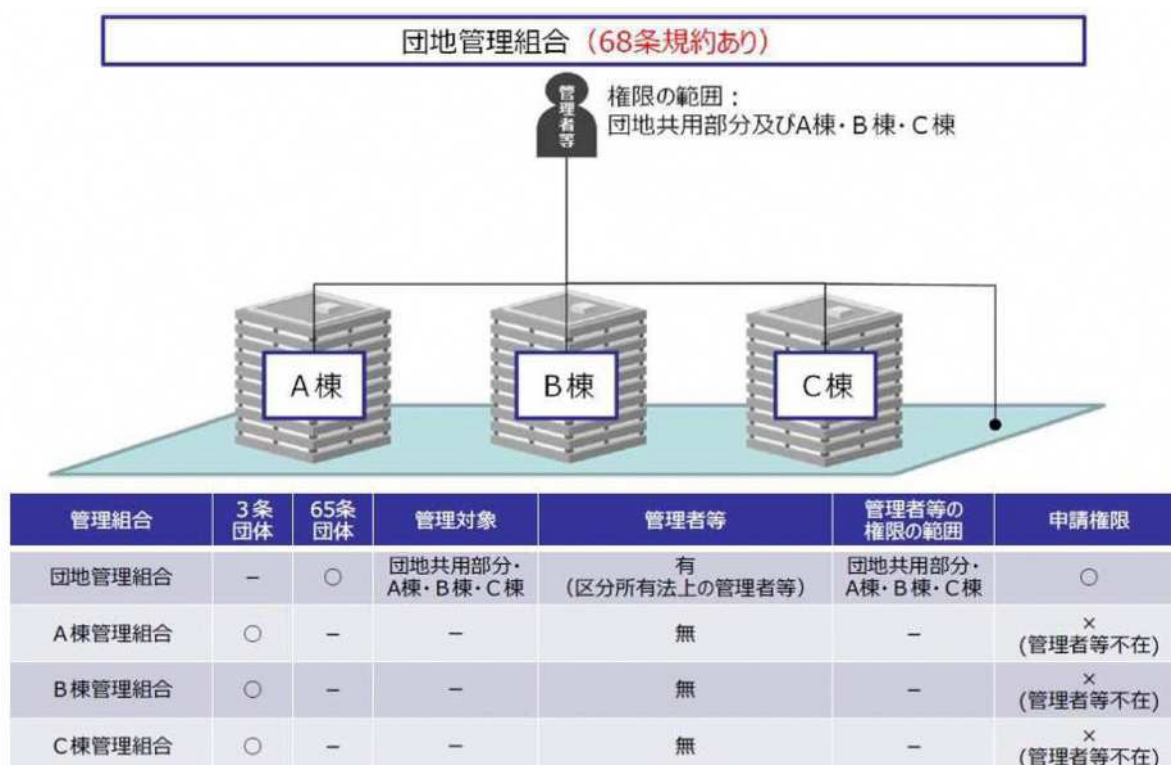 団地管理組合（68条規約あり）
管理者等
権限の範囲：
団地共用部分及びA棟・B棟・C棟
A棟
B棟
C棟
管理組合
3条
団体
65条
団体
管理対象
管理者等
管理者等の
権限の範囲
申請権限
団地管理組合
－
○
団地共用部分・
A棟・B棟・C棟
有
（区分所有法上の管理者等）
団地共用部分・
A棟・B棟・C棟
○
A棟管理組合
○
－
－
無
－
×
(管理者等不在)
B棟管理組合
○
－
－
無
－
×
(管理者等不在)
C棟管理組合
○
－
－
無
－
×
(管理者等不在)